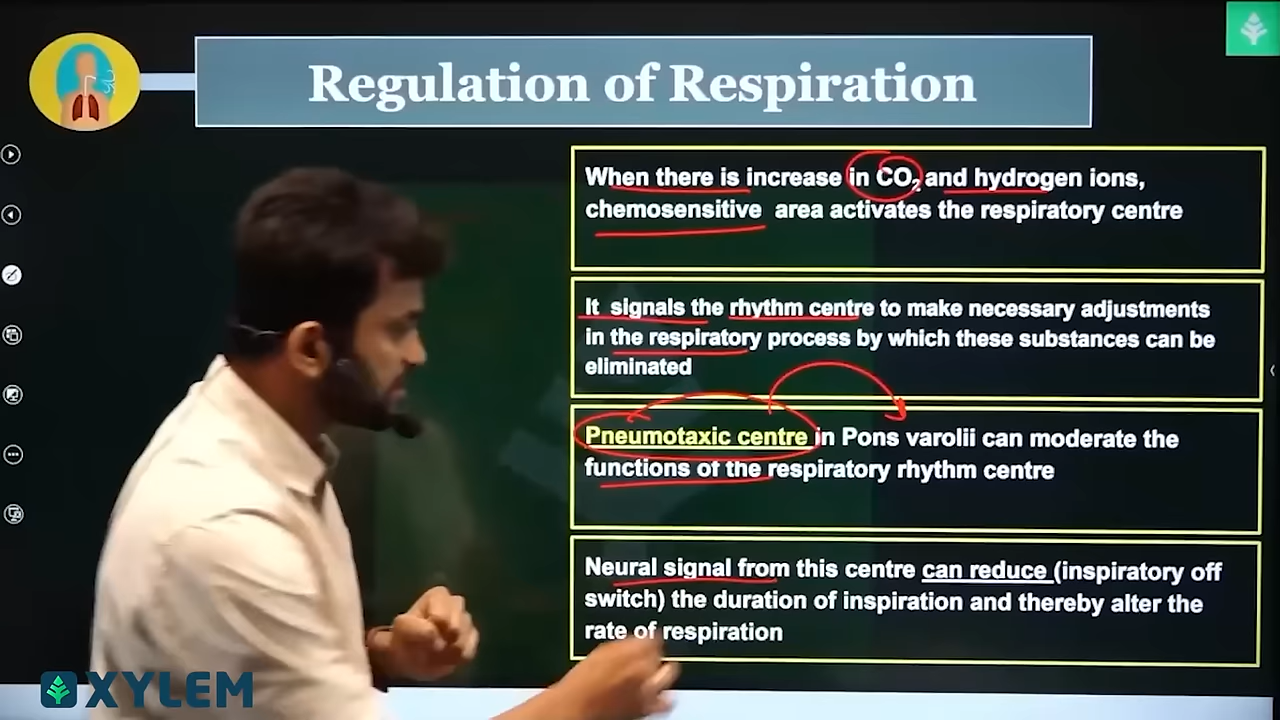 Regulation of Respiration
When there is increase in CO₂ and hydrogen ions,
chemosensitive area activates the respiratory centre
It signals the rhythm centre to make necessary adjustments
in the respiratory process by which these substances can be
eliminated
Pneumotaxic centre in Pons varolii can moderate the
functions of the respiratory rhythm centre
Neural signal from this centre can reduce (inspiratory off
switch) the duration of inspiration and thereby alter the
rate of respiration
XYLEM